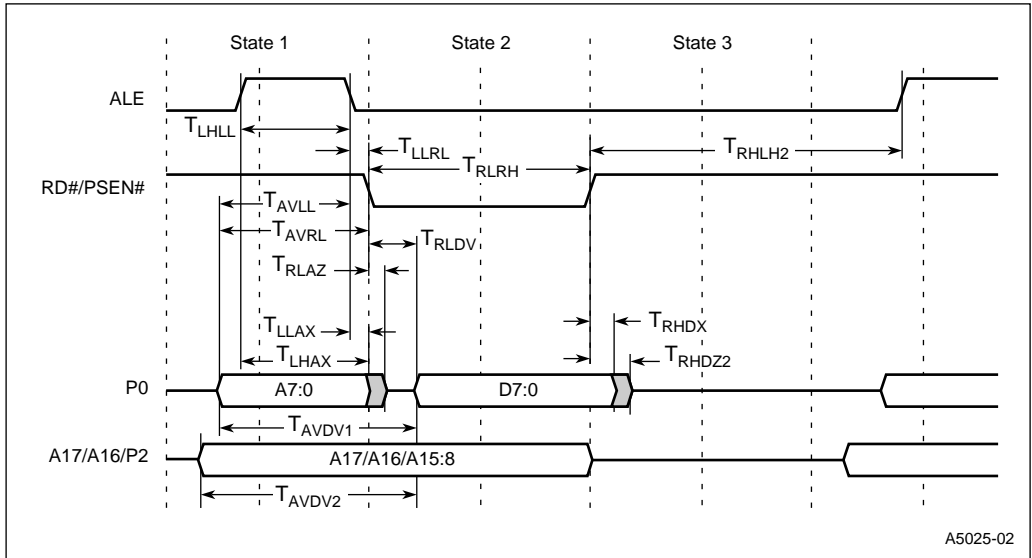 State 1 State 2 State 3
ALE
TLHLL
TLLRL
TRLRH
TRHLH2
RD#/PSEN#
TAVLL
TAVRL
TRLDV
TRLAZ
TLLAX
TRHDX
TLHAX
TRHDZ2
P0 A7:0 D7:0
TAVDV1
A17/A16/P2 A17/A16/A15:8
TAVDV2
A5025-02